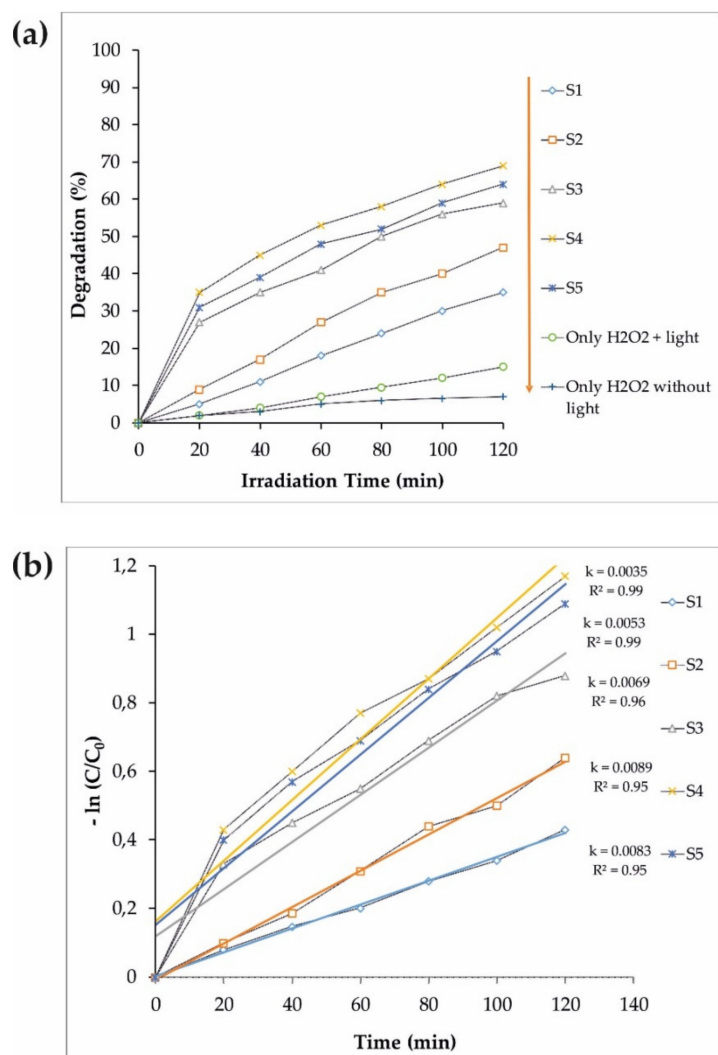 (a)
100
90
80
70
60
50
40
30
20
10
0
Degradation (%)
0 20 40 60 80 100 120
Irradiation Time (min)
S1
S2
S3
S4
S5
Only H2O2 + light
Only H2O2 without
light
(b)
1,2
1
0,8
0,6
0,4
0,2
0
- ln (C/C₀)
0 20 40 60 80 100 120 140
Time (min)
k = 0.0035
R² = 0.99
k = 0.0053
R² = 0.99
k = 0.0069
R² = 0.96
k = 0.0089
R² = 0.95
k = 0.0083
R² = 0.95
S1
S2
S3
S4
S5